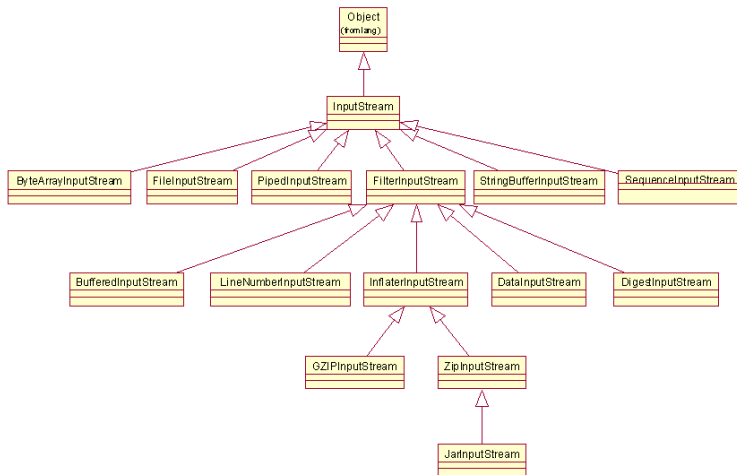 Object
(from lang)
InputStream
ByteArrayInputStream
FileInputStream
PipedInputStream
FilterInputStream
StringBufferInputStream
SequenceInputStream
BufferedInputStream
LineNumberInputStream
InflaterInputStream
DataInputStream
DigestInputStream
GZIPInputStream
ZipInputStream
JarInputStream